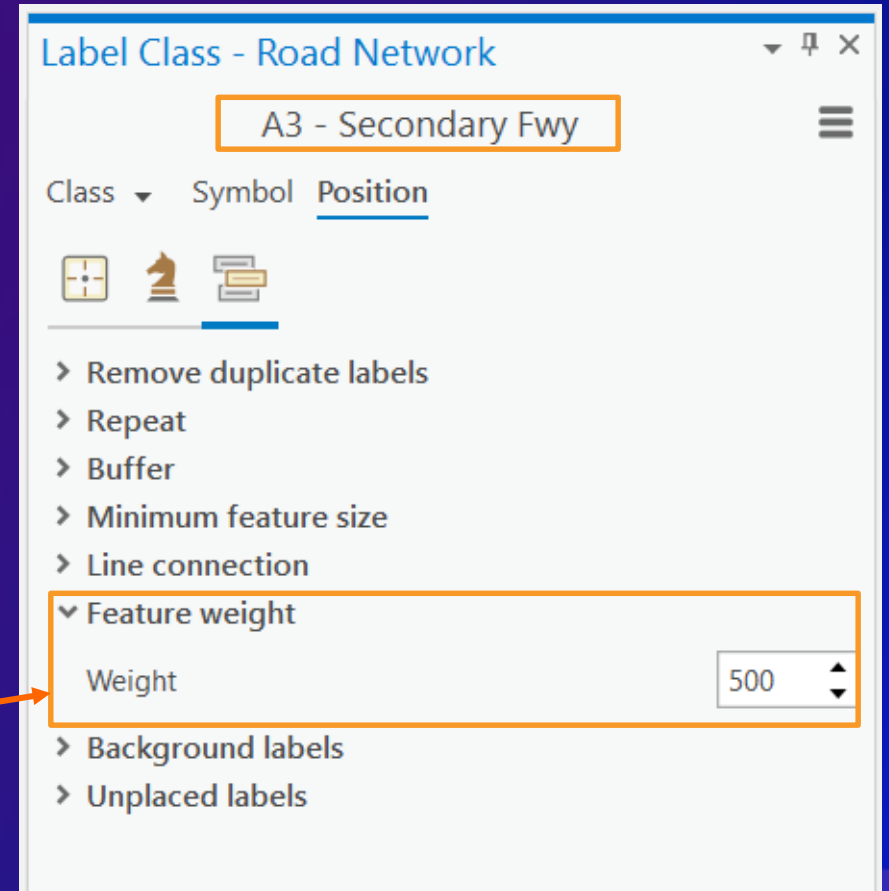 Label Class - Road Network
A3 - Secondary Fwy
Class Symbol Position
Remove duplicate labels
Repeat
Buffer
Minimum feature size
Line connection
Feature weight
Weight 500
Background labels
Unplaced labels